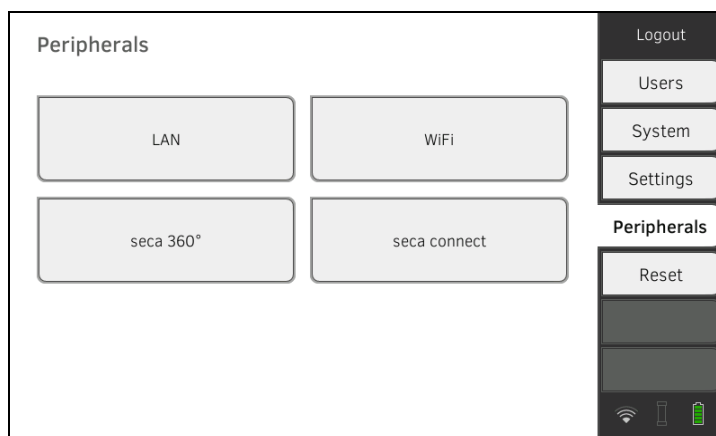 Peripherals
LAN
WiFi
seca 360°
seca connect
Logout
Users
System
Settings
Peripherals
Reset